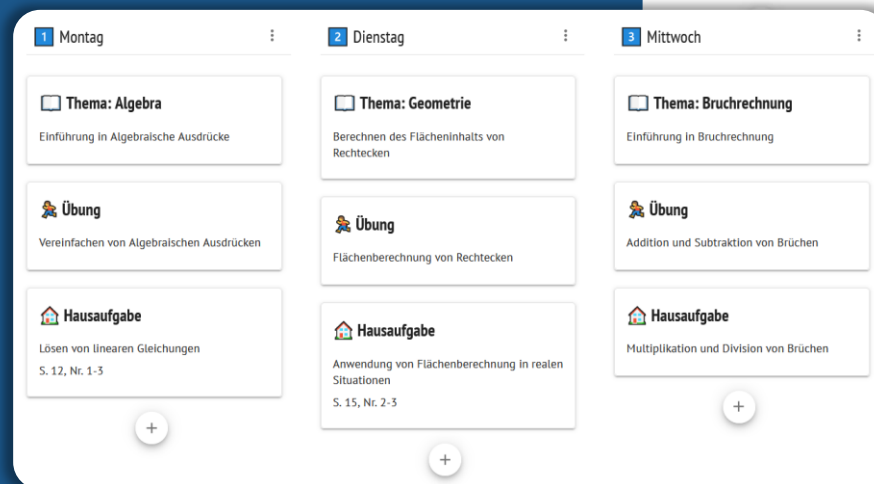 1 Montag
Thema: Algebra
Einführung in Algebraische Ausdrücke
Übung
Vereinfachen von Algebraischen Ausdrücken
Hausaufgabe
Lösen von linearen Gleichungen
S. 12, Nr. 1-3
+
2 Dienstag
Thema: Geometrie
Berechnen des Flächeninhalts von
Rechtecken
Übung
Flächenberechnung von Rechtecken
Hausaufgabe
Anwendung von Flächenberechnung in realen
Situationen
S. 15, Nr. 2-3
+
3 Mittwoch
Thema: Bruchrechnung
Einführung in Bruchrechnung
Übung
Addition und Subtraktion von Brüchen
Hausaufgabe
Multiplikation und Division von Brüchen
+